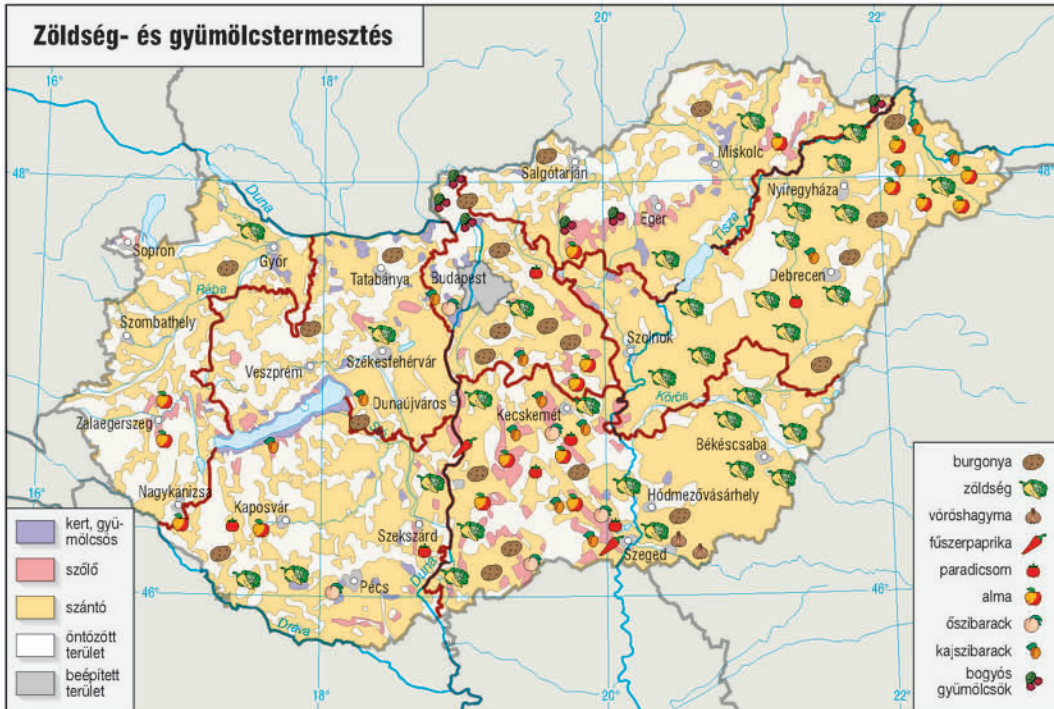 Zöldség- és gyümölcstermesztés
20°
22°
16°
18°
48°
48°
Duna
Sopron
Győr
Rába
Szombathely
Tatabánya
Budapest
Salgótarján
Miskolc
Eger
Tisza
Nyíregyháza
Debrecen
Veszprém
Székesfehérvár
Dunaújváros
Szolnok
Zalaegerszeg
Kecskemét
Körös
Békéscsaba
16°
Nagykanizsa
Kaposvár
Szekszárd
Hódmezővásárhely
Szeged
Pécs
Duna
Dráva
46°
46°
18°
20°
22°
kert, gyü-
mölcsös
szőlő
szántó
öntözött
terület
beépített
terület
burgonya
zöldség
vöröshagyma
fűszerpaprika
paradicsom
alma
őszibarack
kajszibarack
bogyós
gyümölcsök